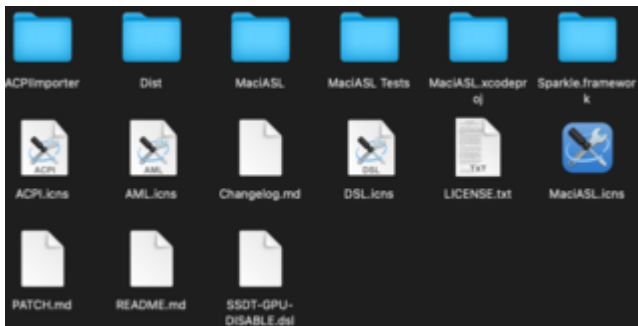 ACPIImporter Dist MaciASL MaciASL Tests MaciASL.xcodepr Sparkle.framewor
oj k
ACPI AML DSL TXT
ACPI.icns AML.icns Changelog.md DSL.icns LICENSE.txt MaciASL.icns
PATCH.md README.md SSDT-GPU-
DISABLE.dsl